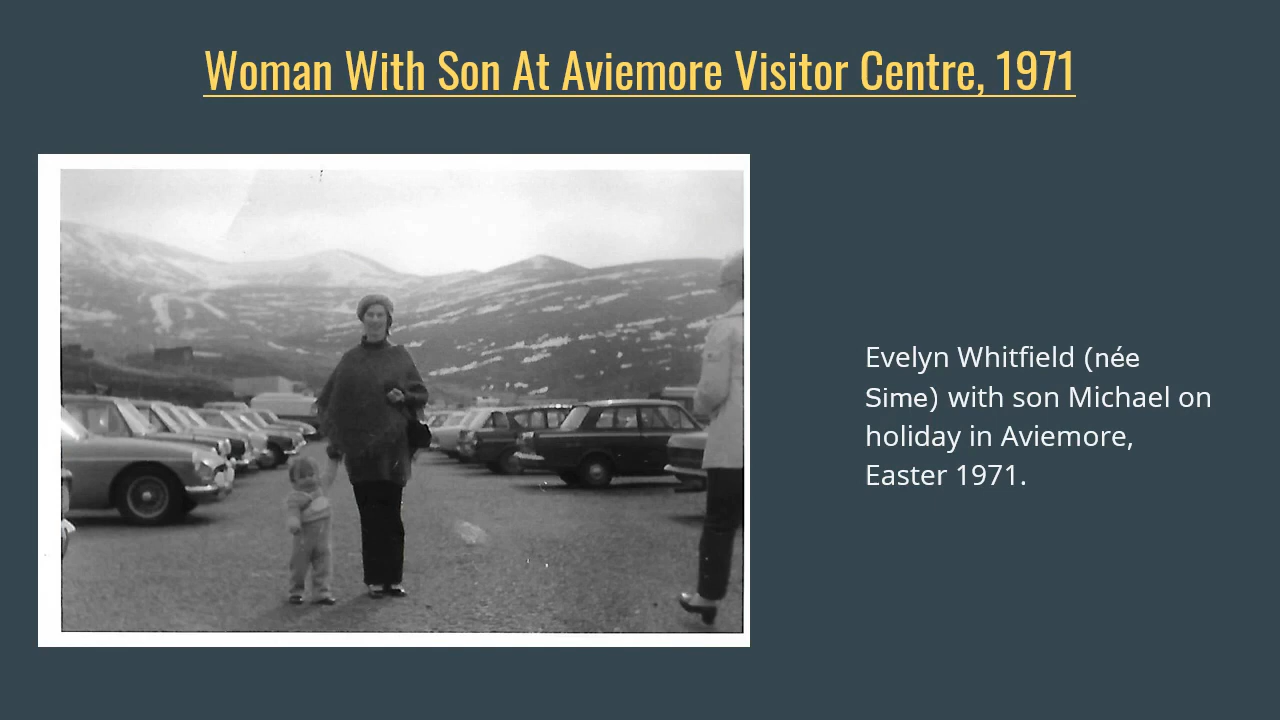 Woman With Son At Aviemore Visitor Centre, 1971
Evelyn Whitfield (née
Sime) with son Michael on
holiday in Aviemore,
Easter 1971.